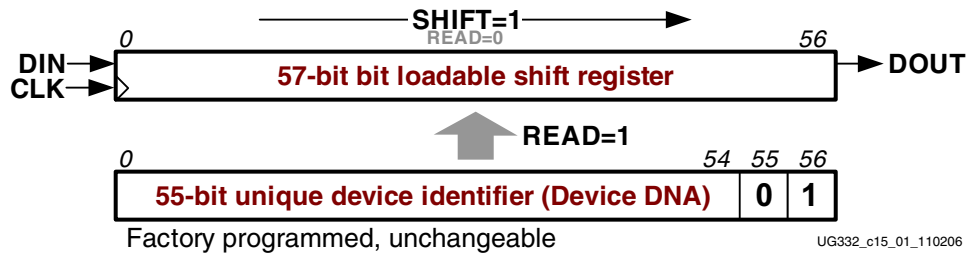 SHIFT=1
READ=0
0 56
DIN DOUT
57-bit bit loadable shift register
CLK
READ=1
0 54 55 56
55-bit unique device identifier (Device DNA) 0 1
Factory programmed, unchangeable
UG332_c15_01_110206